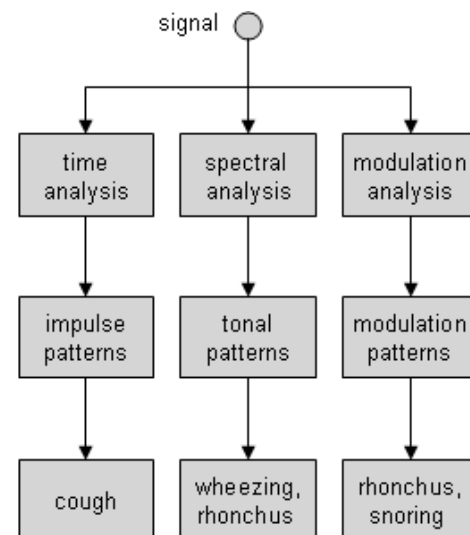 signal
time
analysis
spectral
analysis
modulation
analysis
impulse
patterns
tonal
patterns
modulation
patterns
cough
wheezing,
rhonchus
rhonchus,
snoring